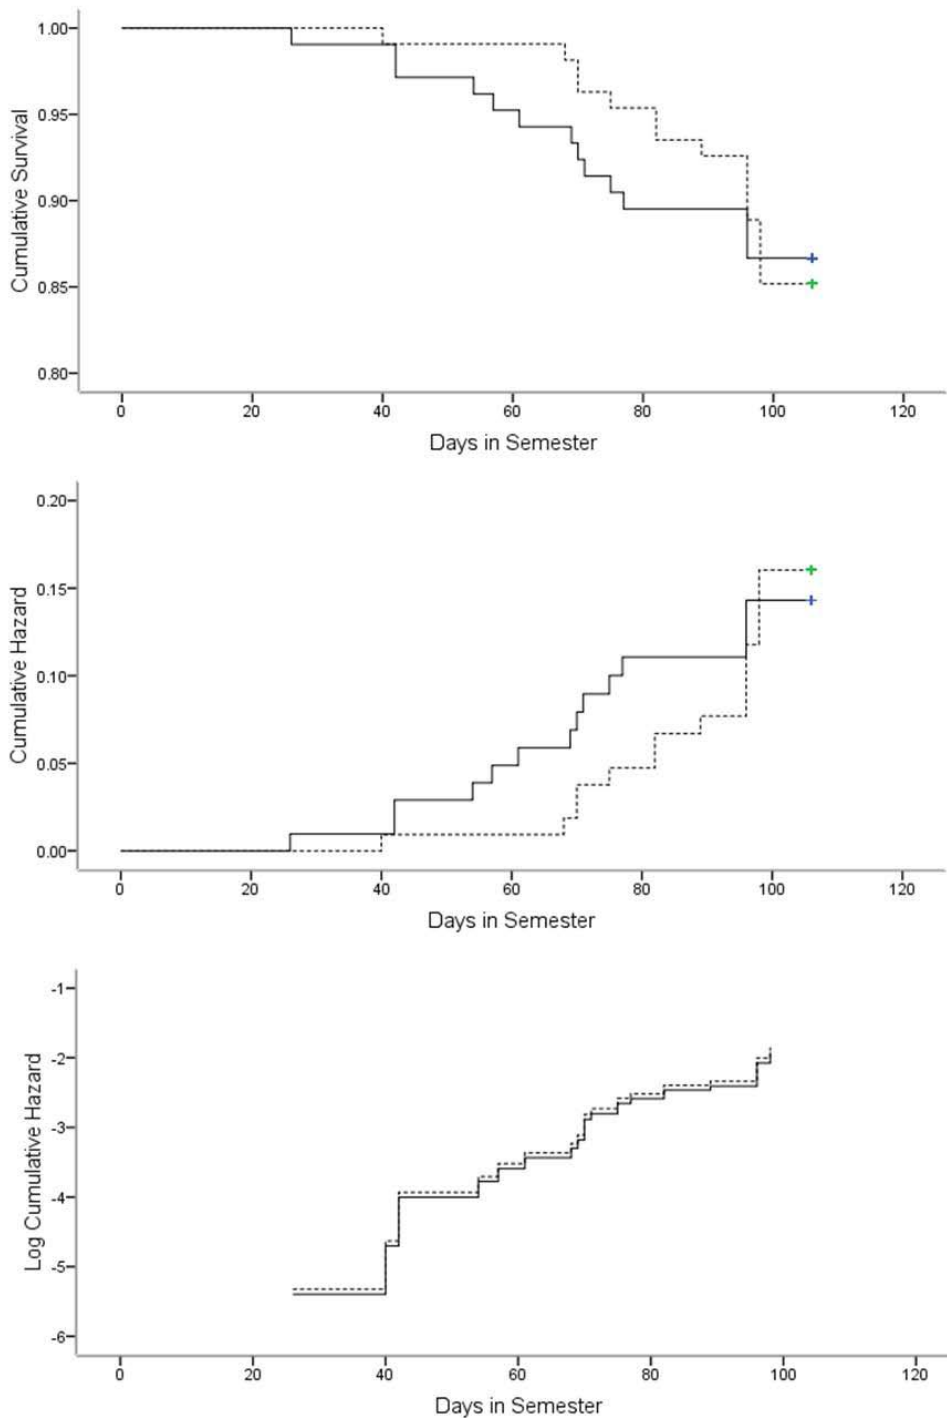 1.00
0.95
0.90
0.85
0.80
Cumulative Survival
0 20 40 60 80 100 120
Days in Semester
0.20
0.15
0.10
0.05
0.00
Cumulative Hazard
0 20 40 60 80 100 120
Days in Semester
-1
-2
-3
-4
-5
-6
Log Cumulative Hazard
0 20 40 60 80 100 120
Days in Semester